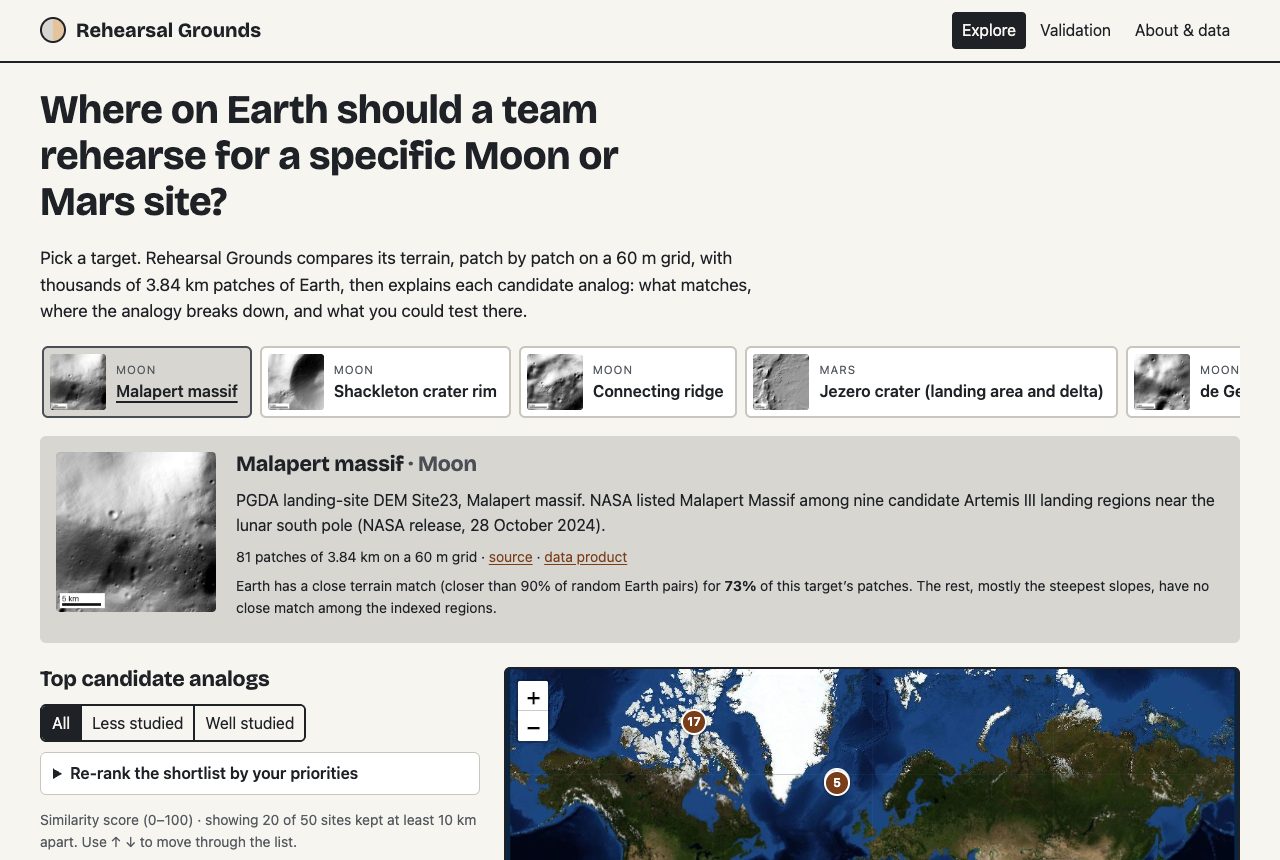 Rehearsal Grounds
Explore
Validation
About & data
Where on Earth should a team
rehearse for a specific Moon or
Mars site?
Pick a target. Rehearsal Grounds compares its terrain, patch by patch on a 60 m grid, with
thousands of 3.84 km patches of Earth, then explains each candidate analog: what matches,
where the analogy breaks down, and what you could test there.
MOON
Malapert massif
MOON
Shackleton crater rim
MOON
Connecting ridge
MARS
Jezero crater (landing area and delta)
MOON
de Ge
Malapert massif · Moon
PGDA landing-site DEM Site23, Malapert massif. NASA listed Malapert Massif among nine candidate Artemis III landing regions near the
lunar south pole (NASA release, 28 October 2024).
81 patches of 3.84 km on a 60 m grid · source · data product
Earth has a close terrain match (closer than 90% of random Earth pairs) for 73% of this target's patches. The rest, mostly the steepest slopes, have no
close match among the indexed regions.
5 km
Top candidate analogs
All
Less studied
Well studied
▶ Re-rank the shortlist by your priorities
Similarity score (0–100) · showing 20 of 50 sites kept at least 10 km
apart. Use ↑ ↓ to move through the list.
+
−
17
5